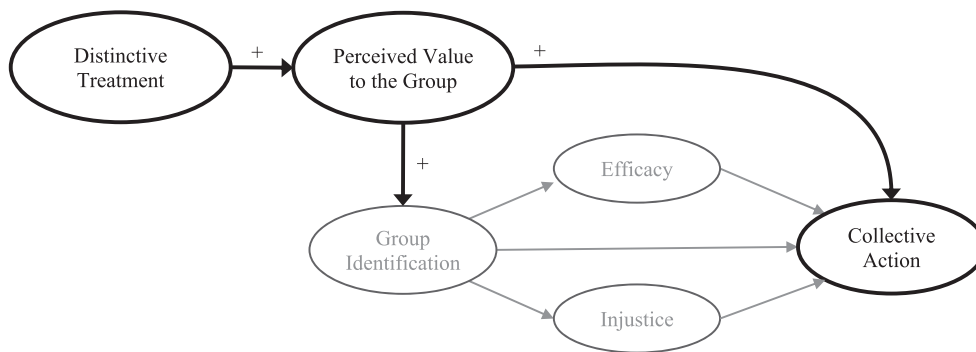 Distinctive
Treatment
+
Perceived Value
to the Group
+
+
Efficacy
Group
Identification
Collective
Action
Injustice